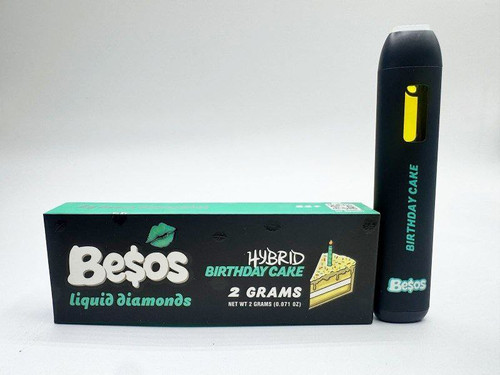 Be$os
liquid diamonds
HYBRID
BIRTHDAY CAKE
2 GRAMS
NET WT 2 GRAMS (0.071 OZ)
BIRTHDAY CAKE
Be$os